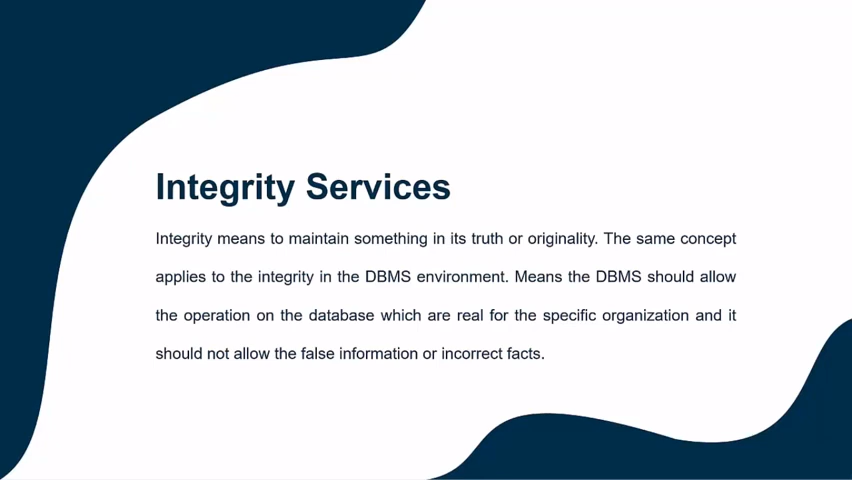 Integrity Services
Integrity means to maintain something in its truth or originality. The same concept
applies to the integrity in the DBMS environment. Means the DBMS should allow
the operation on the database which are real for the specific organization and it
should not allow the false information or incorrect facts.